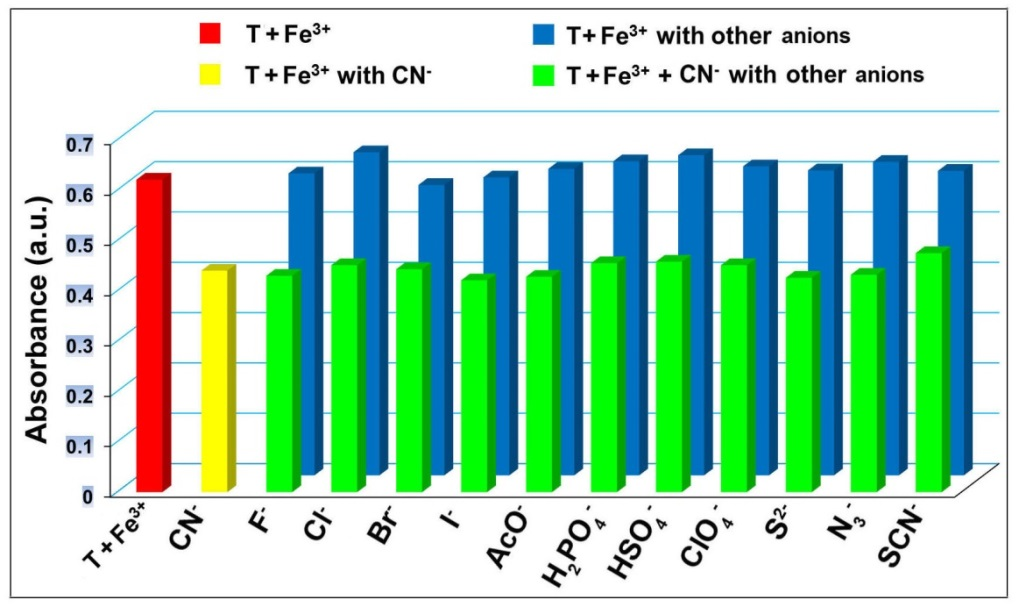 T + Fe³⁺
T+ Fe³⁺ with other anions
T + Fe³⁺ with CN⁻
T + Fe³⁺ + CN⁻ with other anions
Absorbance (a.u.)
0.7
0.6
0.5
0.4
0.3
0.2
0.1
0
T + Fe³⁺
CN⁻
F⁻
Cl⁻
Br⁻
I⁻
AcO⁻
H₂PO₄⁻
HSO₄⁻
ClO₄⁻
S²⁻
N₃⁻
SCN⁻